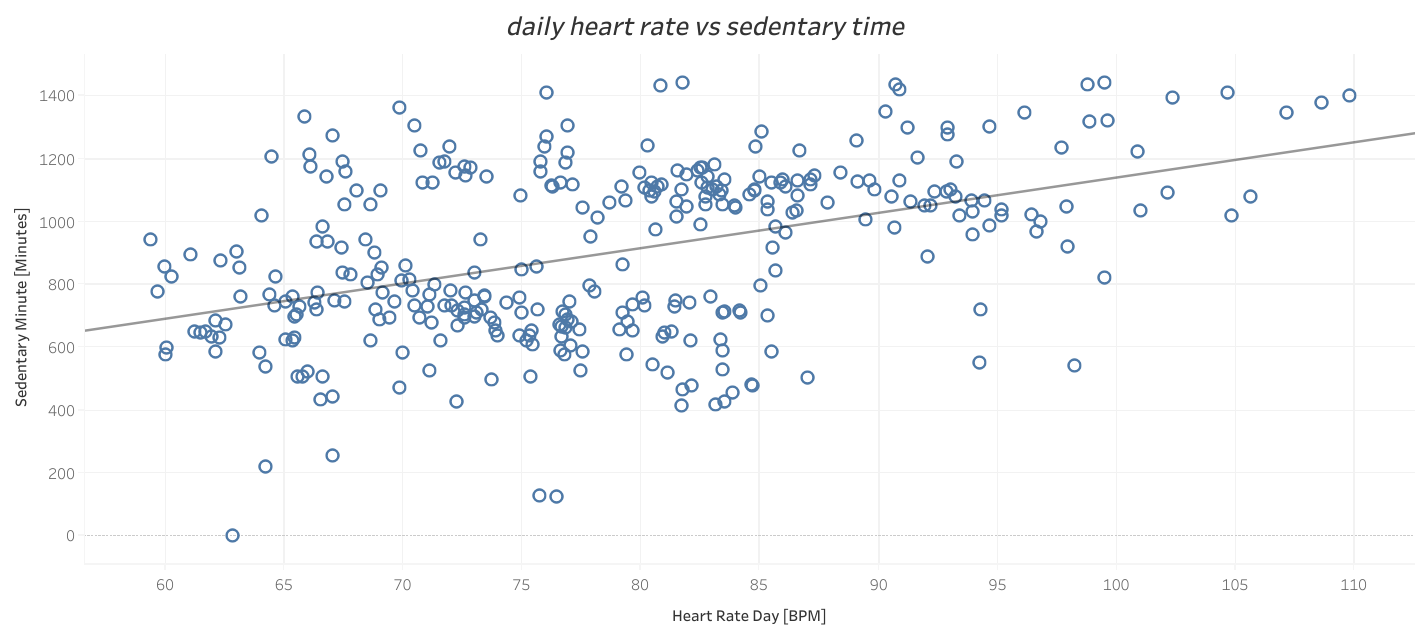 daily heart rate vs sedentary time
Sedentary Minute [Minutes]
1400
1200
1000
800
600
400
200
0
60 65 70 75 80 85 90 95 100 105 110
Heart Rate Day [BPM]